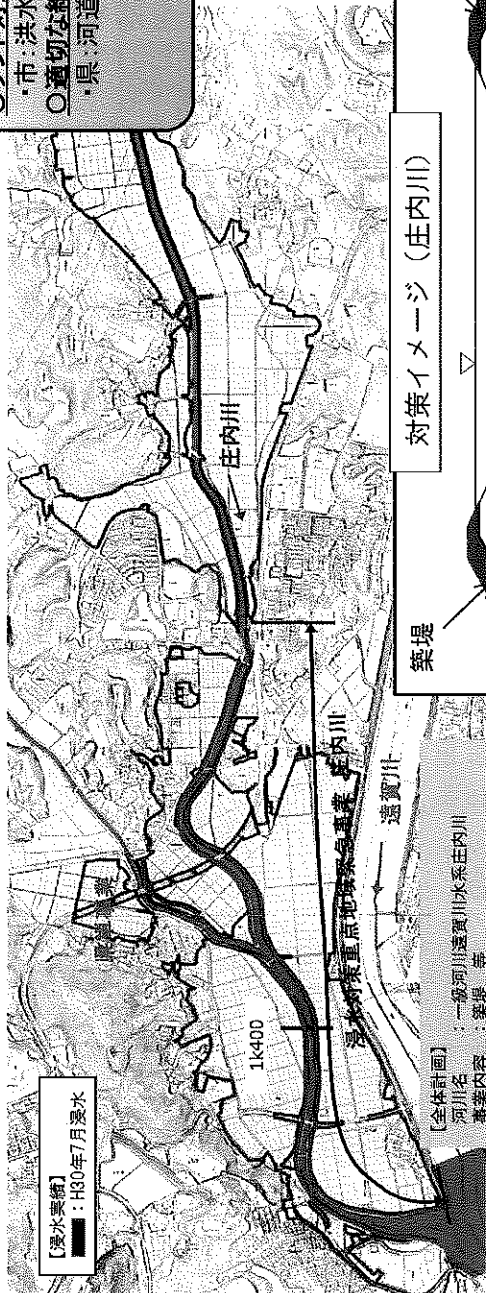 ・市：洪水
〇適切な
・県：河道
【浸水実績】
：H30年7月浸水
庄内川
1k400
浸水対策重点地域緊急事業 庄内川
遠賀川
【全体計画】
河川名 ：一級河川遠賀川水系庄内川
事業内容 ：築堤 等
対策イメージ（庄内川）
築堤